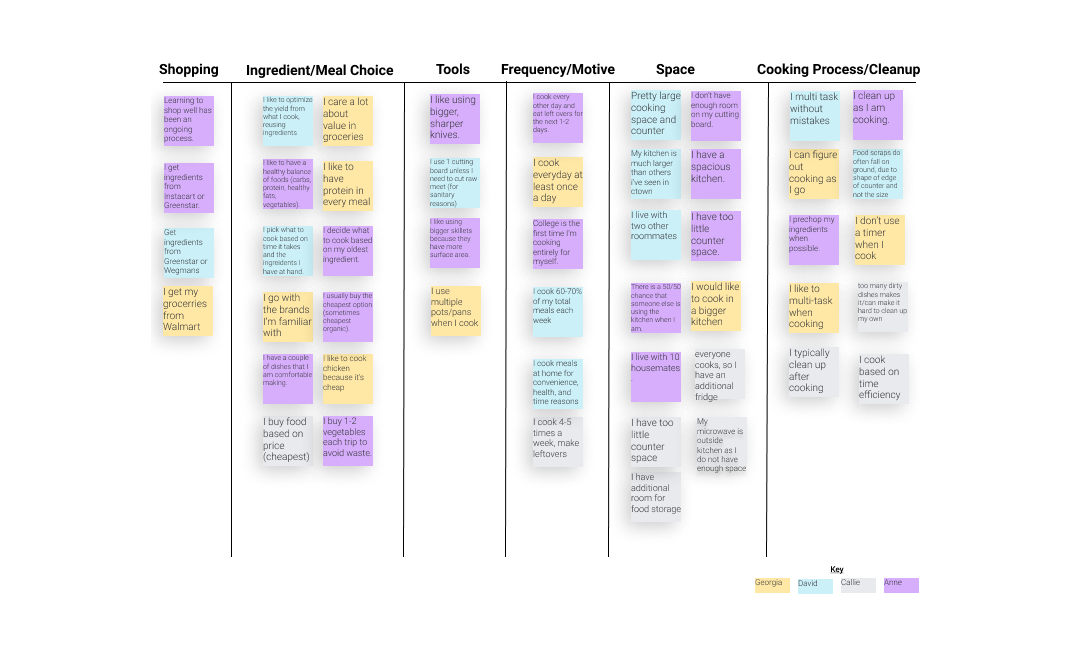 Shopping
Ingredient/Meal Choice
Tools
Frequency/Motive
Space
Cooking Process/Cleanup
Learning to
shop well has
been an
ongoing
process.
I get
ingredients
from
Instacart or
Greenstar.
Get
ingredients
from
Greenstar or
Wegmans
I get my
grocerries
from
Walmart
I like to optimize
the yield from
what I cook,
reusing
ingredients
I care a lot
about
value in
groceries
I like to have a
healthy balance
of foods (carbs,
protein, healthy
fats,
vegetables).
I like to
have
protein in
every meal
I pick what to
cook based on
time it takes
and the
ingreidents I
have at hand.
I decide what
to cook based
on my oldest
ingredient.
I go with
the brands
I'm familiar
with
I usually buy the
cheapest option
(sometimes
cheapest
organic).
I have a couple
of dishes that I
am comfortable
making.
I like to cook
chicken
because it's
cheap
I buy food
based on
price
(cheapest)
I buy 1-2
vegetables
each trip to
avoid waste.
I like using
bigger,
sharper
knives.
I use 1 cutting
board unless I
need to cut raw
meat (for
sanitary
reasons)
I like using
bigger skillets
because they
have more
surface area.
I use
multiple
pots/pans
when I cook
I cook every
other day and
eat left overs for
the next 1-2
days.
I cook
everyday at
least once
a day
College is the
first time I'm
cooking
entirely for
myself.
I cook 60-70%
of my total
meals each
week
I cook meals
at home for
convenience,
health, and
time reasons
I cook 4-5
times a
week, make
leftovers
Pretty large
cooking
space and
counter
I don't have
enough room
on my cutting
board.
My kitchen is
much larger
than others
i've seen in
ctown
I have a
spacious
kitchen.
I live with
two other
roommates
I have too
little
counter
space.
There is a 50/50
chance that
someone else is
using the
kitchen when I
am.
I would like
to cook in
a bigger
kitchen
I live with 10
housemates
.
everyone
cooks, so I
have an
additional
fridge
I have too
little
counter
space
My
microwave is
outside
kitchen as I
do not have
enough space
I have
additional
room for
food storage
I multi task
without
mistakes
I clean up
as I am
cooking.
I can figure
out
cooking as
I go
Food scraps do
often fall on
ground, due to
shape of edge
of counter and
not the size
I prechop my
ingredients
when
possible.
I don't use
a timer
when I
cook
I like to
multi-task
when
cooking
too many dirty
dishes makes
it/can make it
hard to clean up
my own
I typically
clean up
after
cooking
I cook
based on
time
efficiency
Key
Georgia
David
Callie
Anne